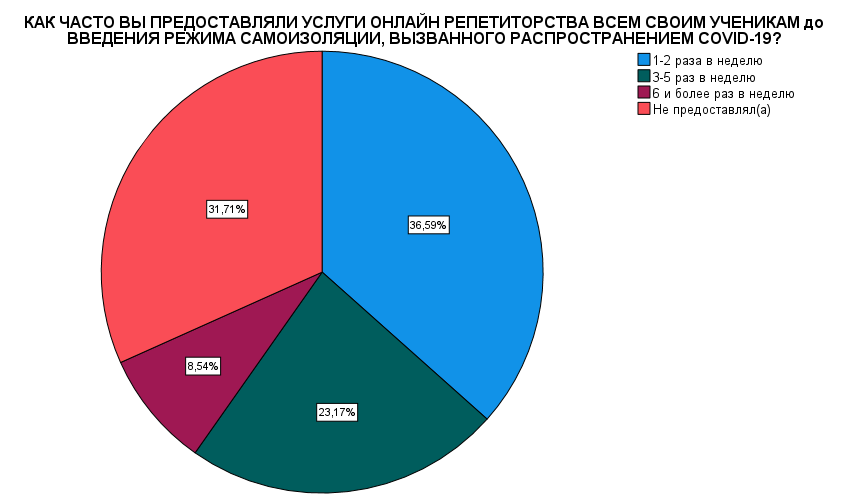 КАК ЧАСТО ВЫ ПРЕДОСТАВЛЯЛИ УСЛУГИ ОНЛАЙН РЕПЕТИТОРСТВА ВСЕМ СВОИМ УЧЕНИКАМ до
ВВЕДЕНИЯ РЕЖИМА САМОИЗОЛЯЦИИ, ВЫЗВАННОГО РАСПРОСТРАНЕНИЕМ COVID-19?
1-2 раза в неделю
3-5 раз в неделю
6 и более раз в неделю
Не предоставлял(а)
31,71%
36,59%
8,54%
23,17%